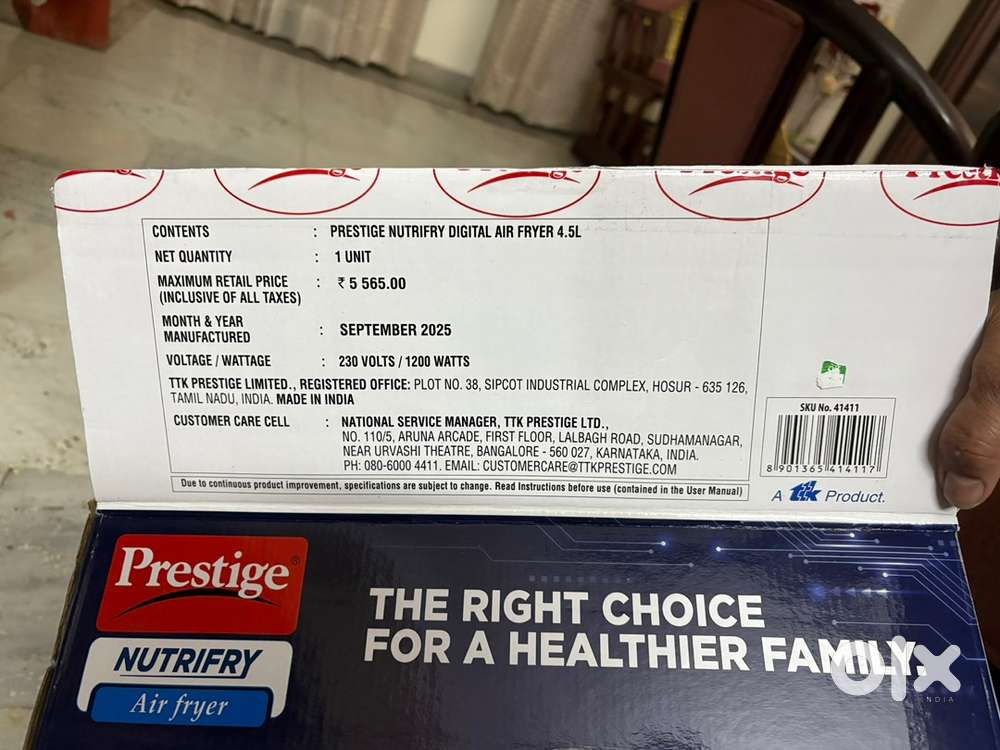 Prestige
CONTENTS : PRESTIGE NUTRIFRY DIGITAL AIR FRYER 4.5L
NET QUANTITY : 1 UNIT
MAXIMUM RETAIL PRICE : ₹ 5 565.00
(INCLUSIVE OF ALL TAXES)
MONTH & YEAR
MANUFACTURED : SEPTEMBER 2025
VOLTAGE / WATTAGE : 230 VOLTS / 1200 WATTS
TTK PRESTIGE LIMITED., REGISTERED OFFICE: PLOT NO. 38, SIPCOT INDUSTRIAL COMPLEX, HOSUR - 635 126,
TAMIL NADU, INDIA. MADE IN INDIA
CUSTOMER CARE CELL : NATIONAL SERVICE MANAGER, TTK PRESTIGE LTD.,
NO. 110/5, ARUNA ARCADE, FIRST FLOOR, LALBAGH ROAD, SUDHAMANAGAR,
NEAR URVASHI THEATRE, BANGALORE - 560 027, KARNATAKA, INDIA.
PH: 080-6000 4411. EMAIL: CUSTOMERCARE@TTKPRESTIGE.COM
Due to continuous product improvement, specifications are subject to change. Read Instructions before use (contained in the User Manual)
SKU No. 41411
8 901365 414117
A ttk Product.
Prestige®
NUTRIFRY
Air fryer
THE RIGHT CHOICE
FOR A HEALTHIER FAMILY.
olx
INDIA